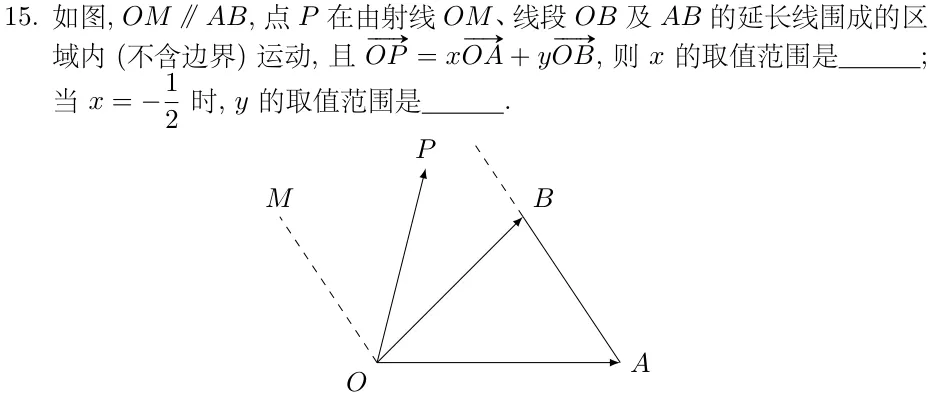 15. 如图, OM ∥ AB, 点 P 在由射线 OM、线段 OB 及 AB 的延长线围成的区
域内 (不含边界) 运动, 且 $\overrightarrow{OP} = x\overrightarrow{OA} + y\overrightarrow{OB}$, 则 x 的取值范围是______;
当 $x = -\frac{1}{2}$ 时, y 的取值范围是______.
P
M
B
A
O